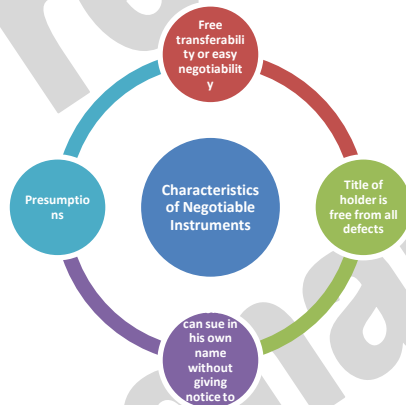 Free
transferabili
ty or easy
negotiabilit
y
Characteristics
of Negotiable
Instruments
Title of
holder is
free from all
defects
Presumptio
ns
can sue in
his own
name
without
giving
notice to